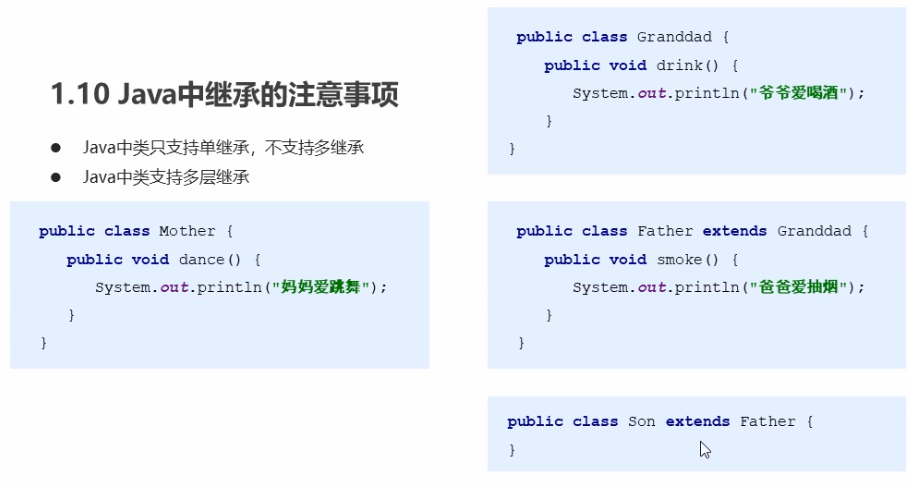 1.10 Java中继承的注意事项
● Java中类只支持单继承，不支持多继承
● Java中类支持多层继承
public class Mother {
public void dance() {
System.out.println("妈妈爱跳舞");
}
}
public class Granddad {
public void drink() {
System.out.println("爷爷爱喝酒");
}
}
public class Father extends Granddad {
public void smoke() {
System.out.println("爸爸爱抽烟");
}
}
public class Son extends Father {
}